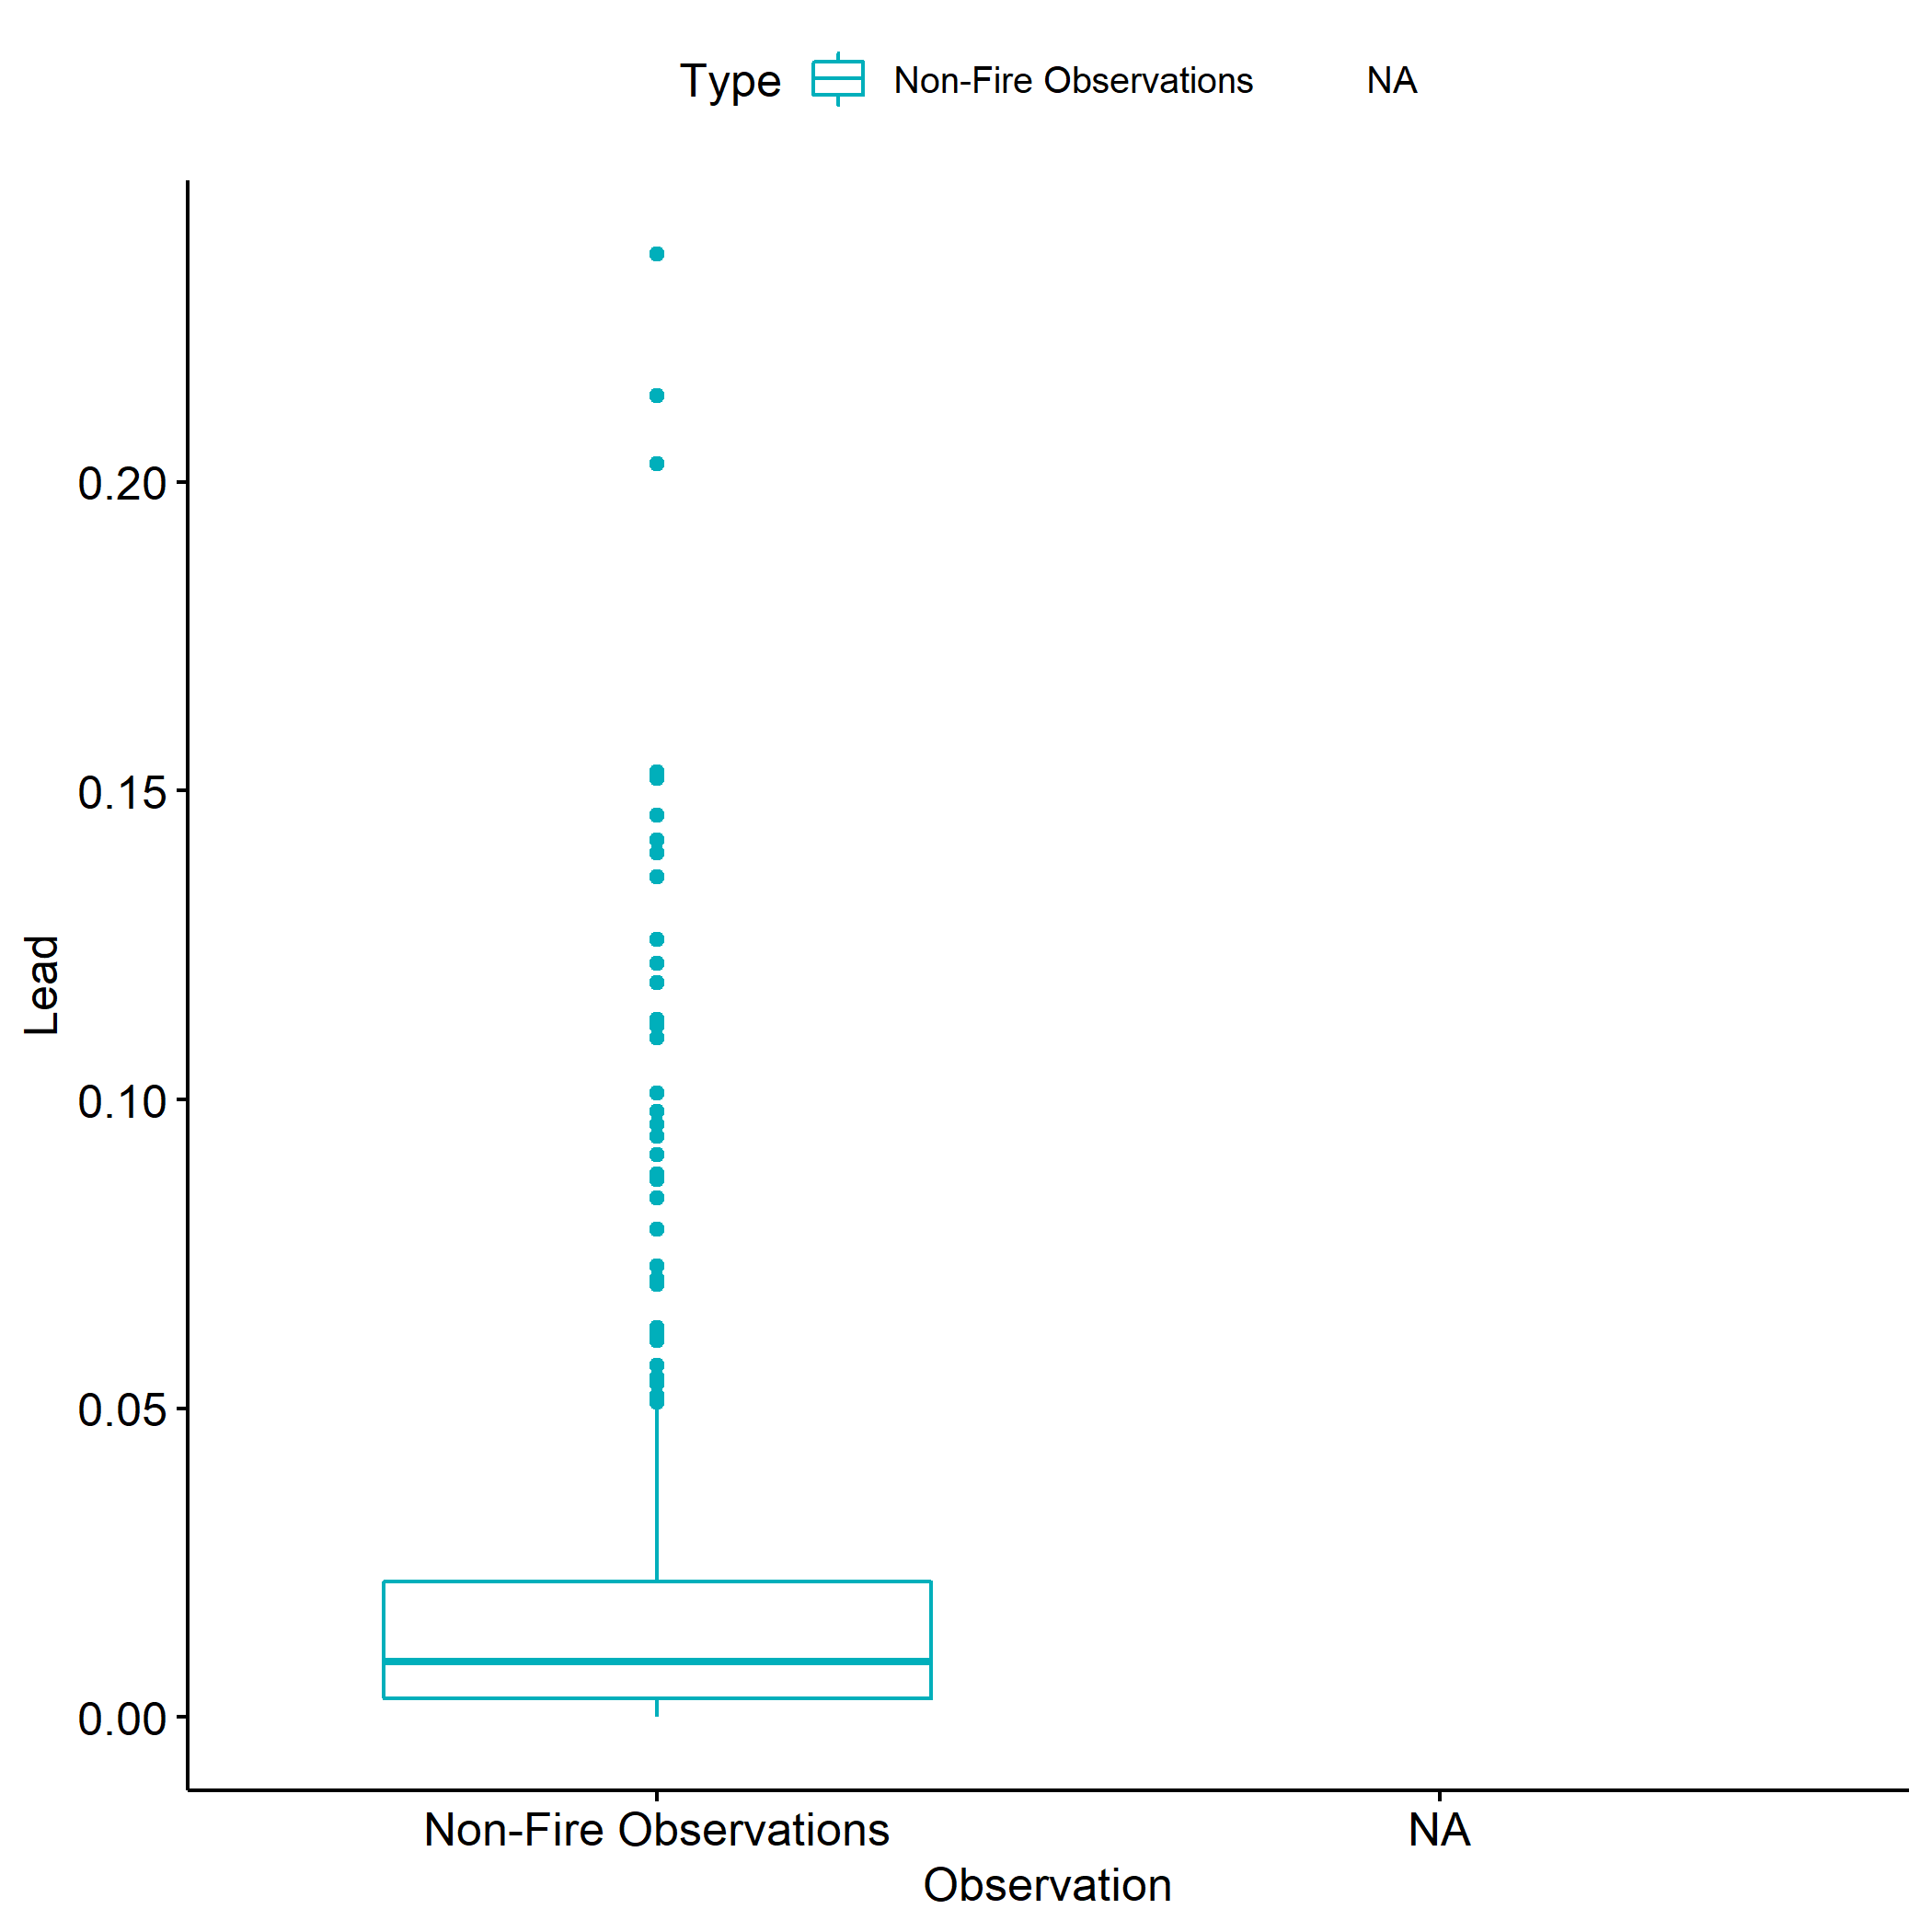 Type Non-Fire Observations NA
Lead
0.20
0.15
0.10
0.05
0.00
Non-Fire Observations NA
Observation